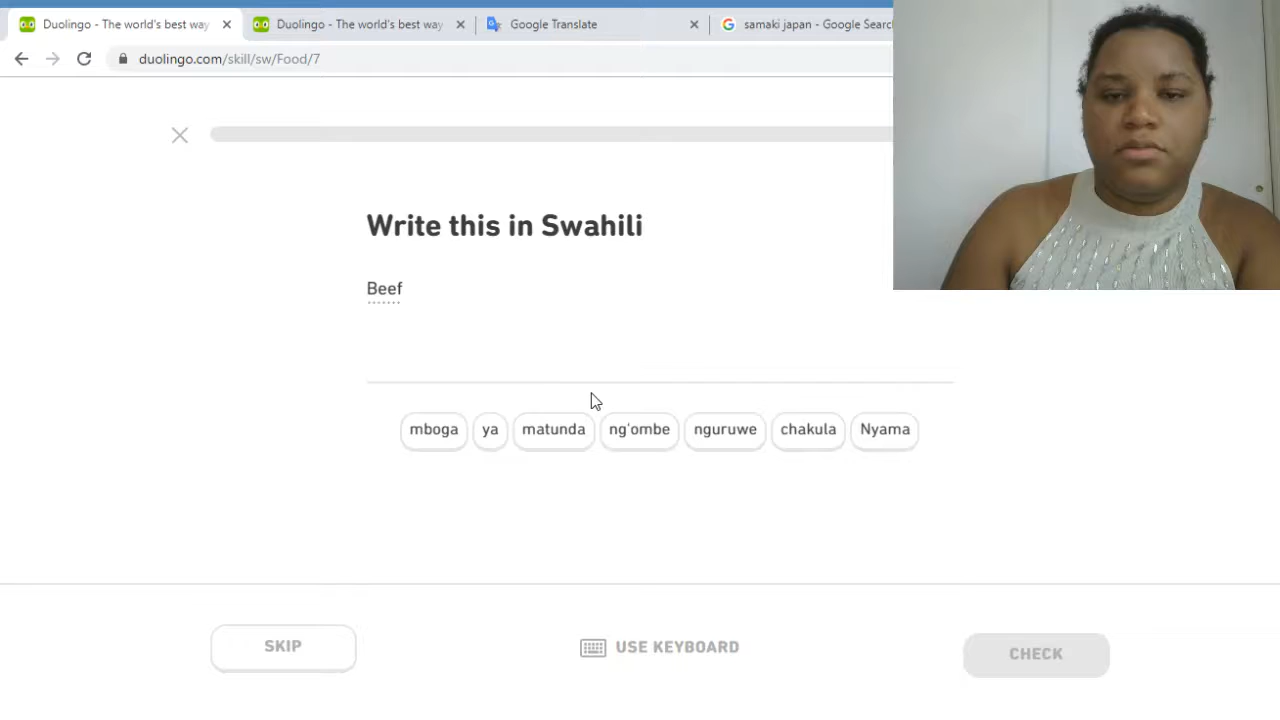 Duolingo - The world's best way
Duolingo - The world's best way
Google Translate
samaki japan - Google Searc
duolingo.com/skill/sw/Food/7
Write this in Swahili
Beef
mboga ya matunda ng'ombe nguruwe chakula Nyama
SKIP
USE KEYBOARD
CHECK